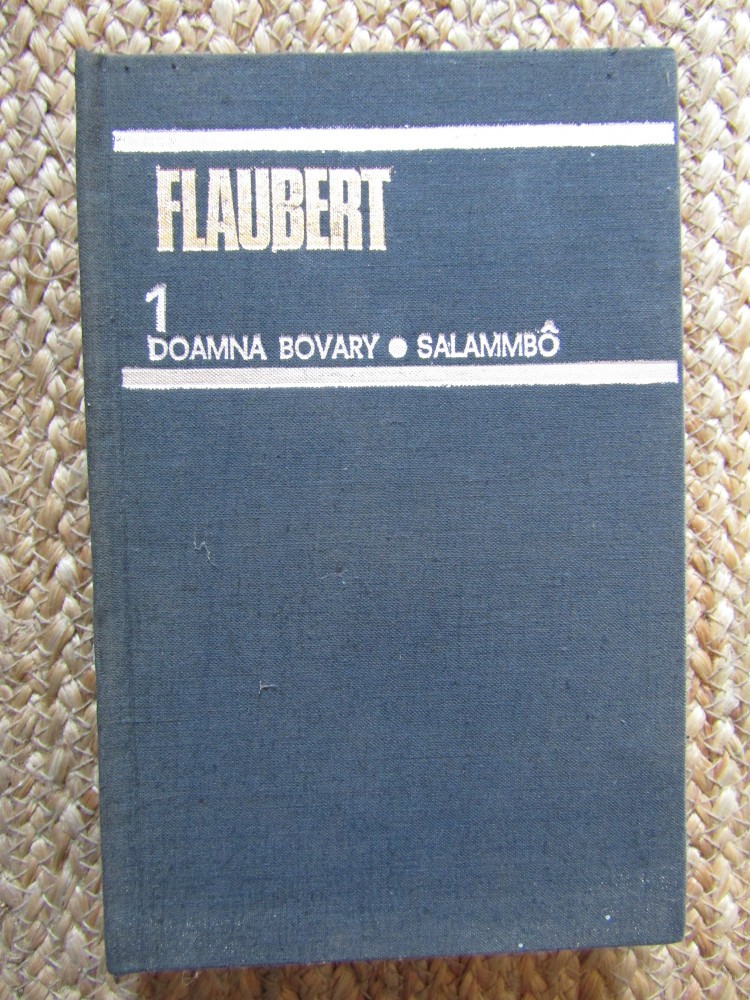 FLAUBERT
1
DOAMNA BOVARY ● SALAMMBÔ